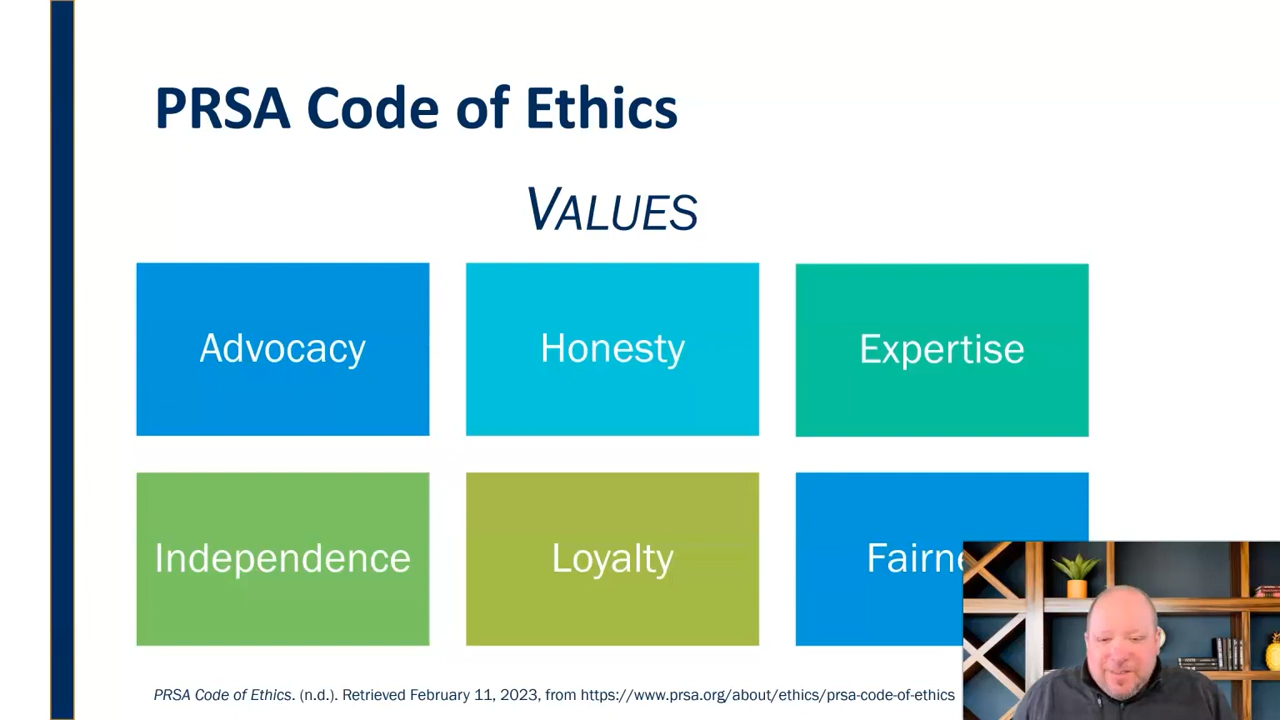 PRSA Code of Ethics
VALUES
Advocacy
Honesty
Expertise
Independence
Loyalty
PRSA Code of Ethics. (n.d.). Retrieved February 11, 2023, from https://www.prsa.org/about/ethics/prsa-code-of-ethics